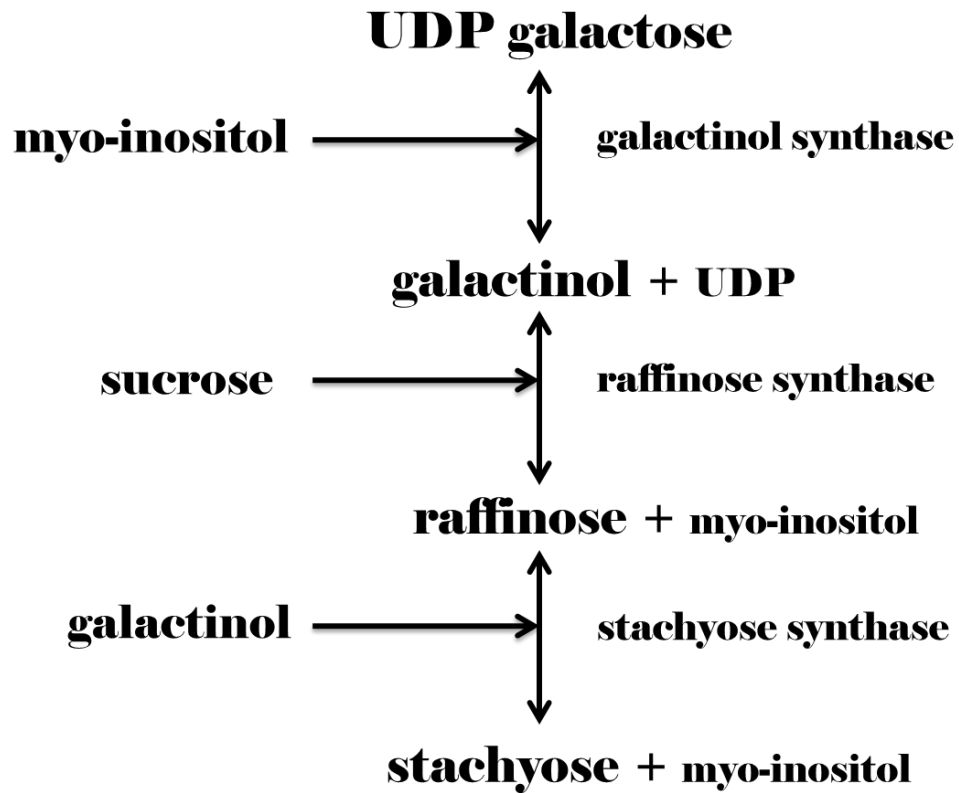 UDP galactose
myo-inositol
galactinol synthase
galactinol + UDP
sucrose
raffinose synthase
raffinose + myo-inositol
galactinol
stachyose synthase
stachyose + myo-inositol